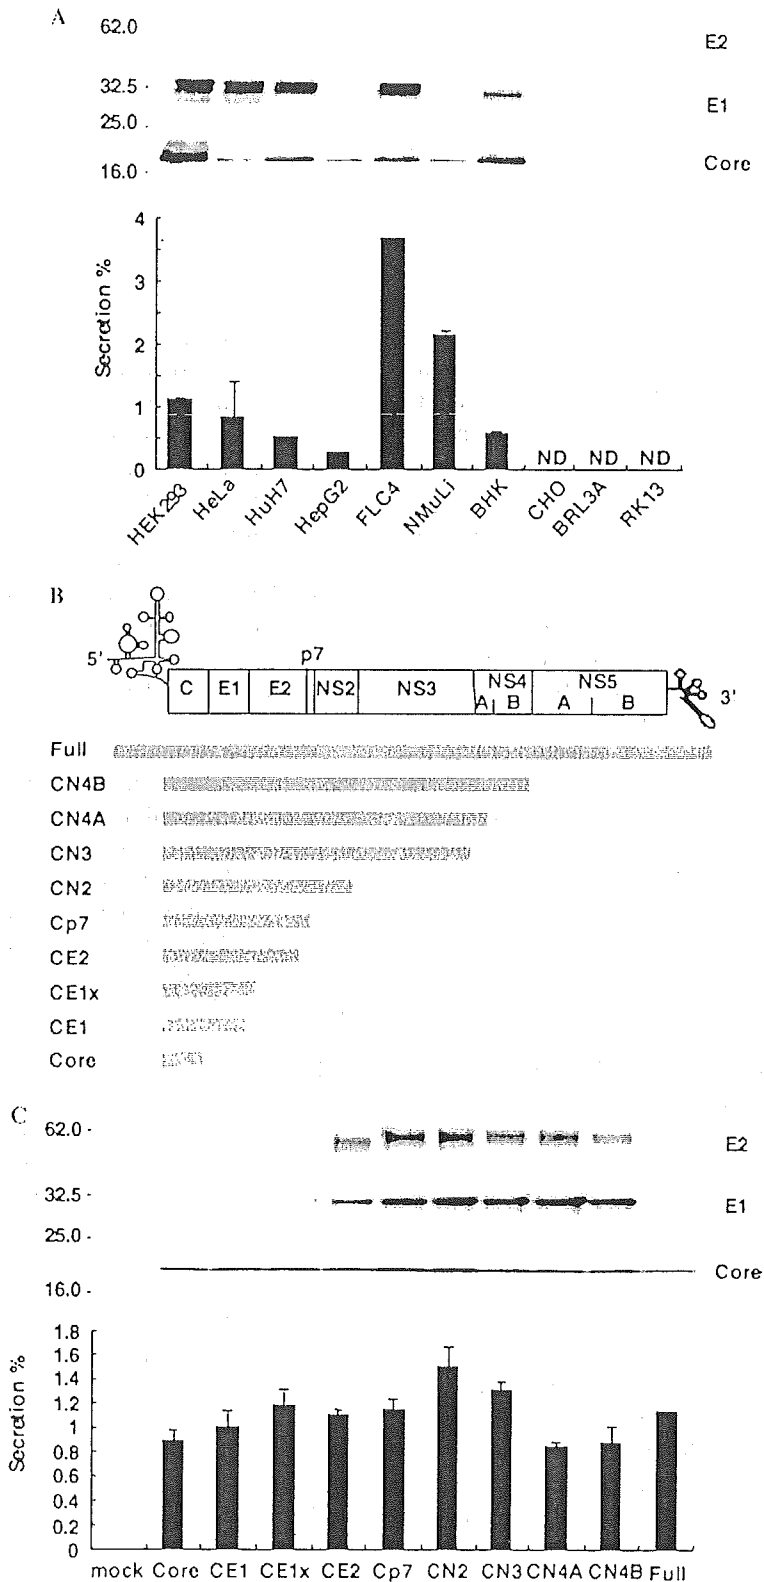 A
62.0
E2
32.5 -
E1
25.0 -
Core
16.0 -
4
3
2
1
0
Secretion %
ND ND ND
HEK293 HeLa HuH7 HepG2 FLC4 NMuLi BHK CHO BRL3A RK13
B
5' p7
C E1 E2 NS2 NS3 NS4 NS5
A B A B
3'
Full
CN4B
CN4A
CN3
CN2
Cp7
CE2
CE1x
CE1
Core
C
62.0 -
E2
32.5 -
E1
25.0 -
Core
16.0 -
1.8
1.6
1.4
1.2
1
0.8
0.6
0.4
0.2
0
Secretion %
mock Core CE1 CE1x CE2 Cp7 CN2 CN3 CN4A CN4B Full